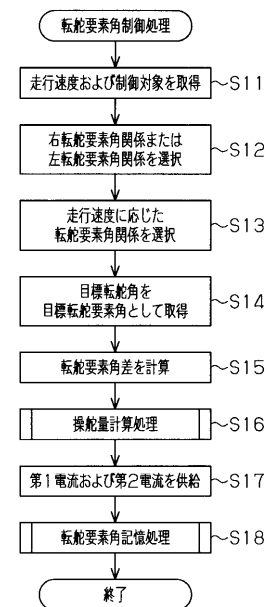 転舵要素角制御処理
走行速度および制御対象を取得
S11
右転舵要素角関係または
左転舵要素角関係を選択
S12
走行速度に応じた
転舵要素角関係を選択
S13
目標転舵角を
目標転舵要素角として取得
S14
転舵要素角差を計算
S15
操舵量計算処理
S16
第1電流および第2電流を供給
S17
転舵要素角記憶処理
S18
終了